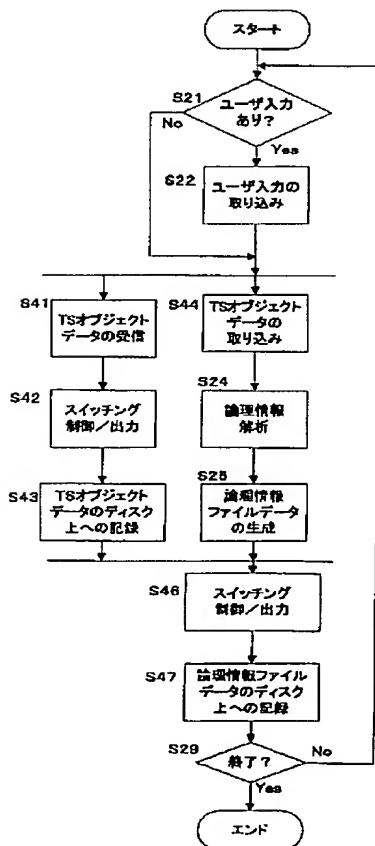 スタート
S21
ユーザ入力
あり?
No
Yes
S22
ユーザ入力の
取り込み
S41
TSオブジェクト
データの受信
S42
スイッチング
制御/出力
S43
TSオブジェクト
データのディスク
上への記録
S44
TSオブジェクト
データの
取り込み
S24
論理情報
解析
S25
論理情報
ファイルデータ
の生成
S46
スイッチング
制御/出力
S47
論理情報ファイル
データのディスク
上への記録
S29
終了?
No
Yes
エンド